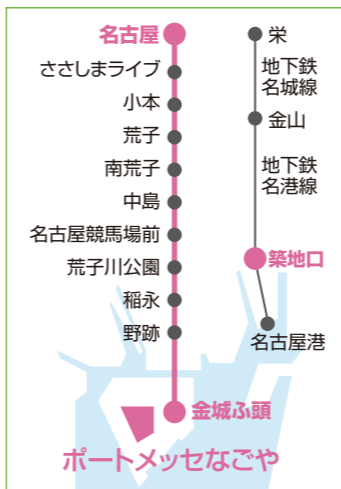 名古屋
ささしまライブ
小本
荒子
南荒子
中島
名古屋競馬場前
荒子川公園
稲永
野跡
金城ふ頭
ポートメッセなごや
栄
地下鉄
名城線
金山
地下鉄
名港線
築地口
名古屋港